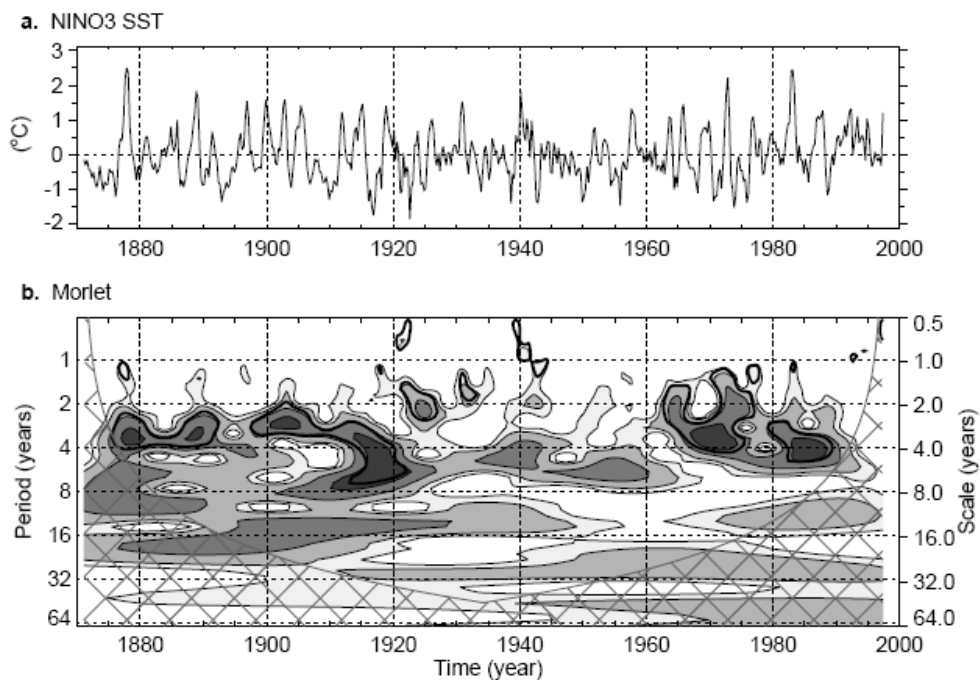 a. NINO3 SST
3
2
1
0
-1
-2
(oC)
1880 1900 1920 1940 1960 1980 2000
b. Morlet
1
2
4
8
16
32
64
Period (years)
0.5
1.0
2.0
4.0
8.0
16.0
32.0
64.0
Scale (years)
1880 1900 1920 1940 1960 1980 2000
Time (year)